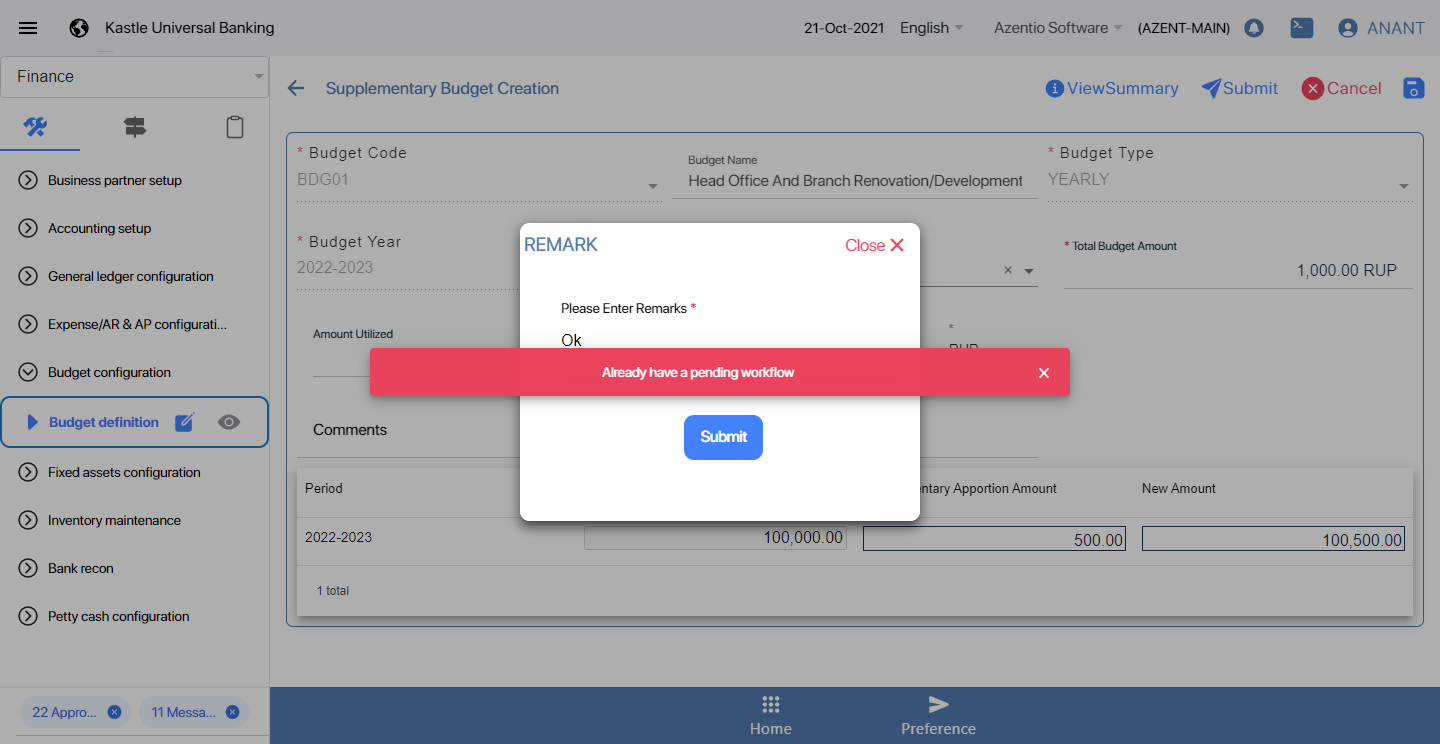 Kastle Universal Banking
21-Oct-2021 English Azentio Software (AZENT-MAIN) ANANT
Finance
Business partner setup
Accounting setup
General ledger configuration
Expense/AR & AP configurati...
Budget configuration
Budget definition
Fixed assets configuration
Inventory maintenance
Bank recon
Petty cash configuration
22 Appro...
11 Messa...
Supplementary Budget Creation
ViewSummary Submit Cancel
* Budget Code
BDG01
Budget Name
Head Office And Branch Renovation/Development
* Budget Type
YEARLY
* Budget Year
2022-2023
* Total Budget Amount
1,000.00 RUP
Amount Utilized
*
RUP
Comments
REMARK
Close
Please Enter Remarks *
Ok
Already have a pending workflow
Submit
Period
entary Apportion Amount
New Amount
2022-2023 100,000.00 500.00 100,500.00
1 total
Home
Preference